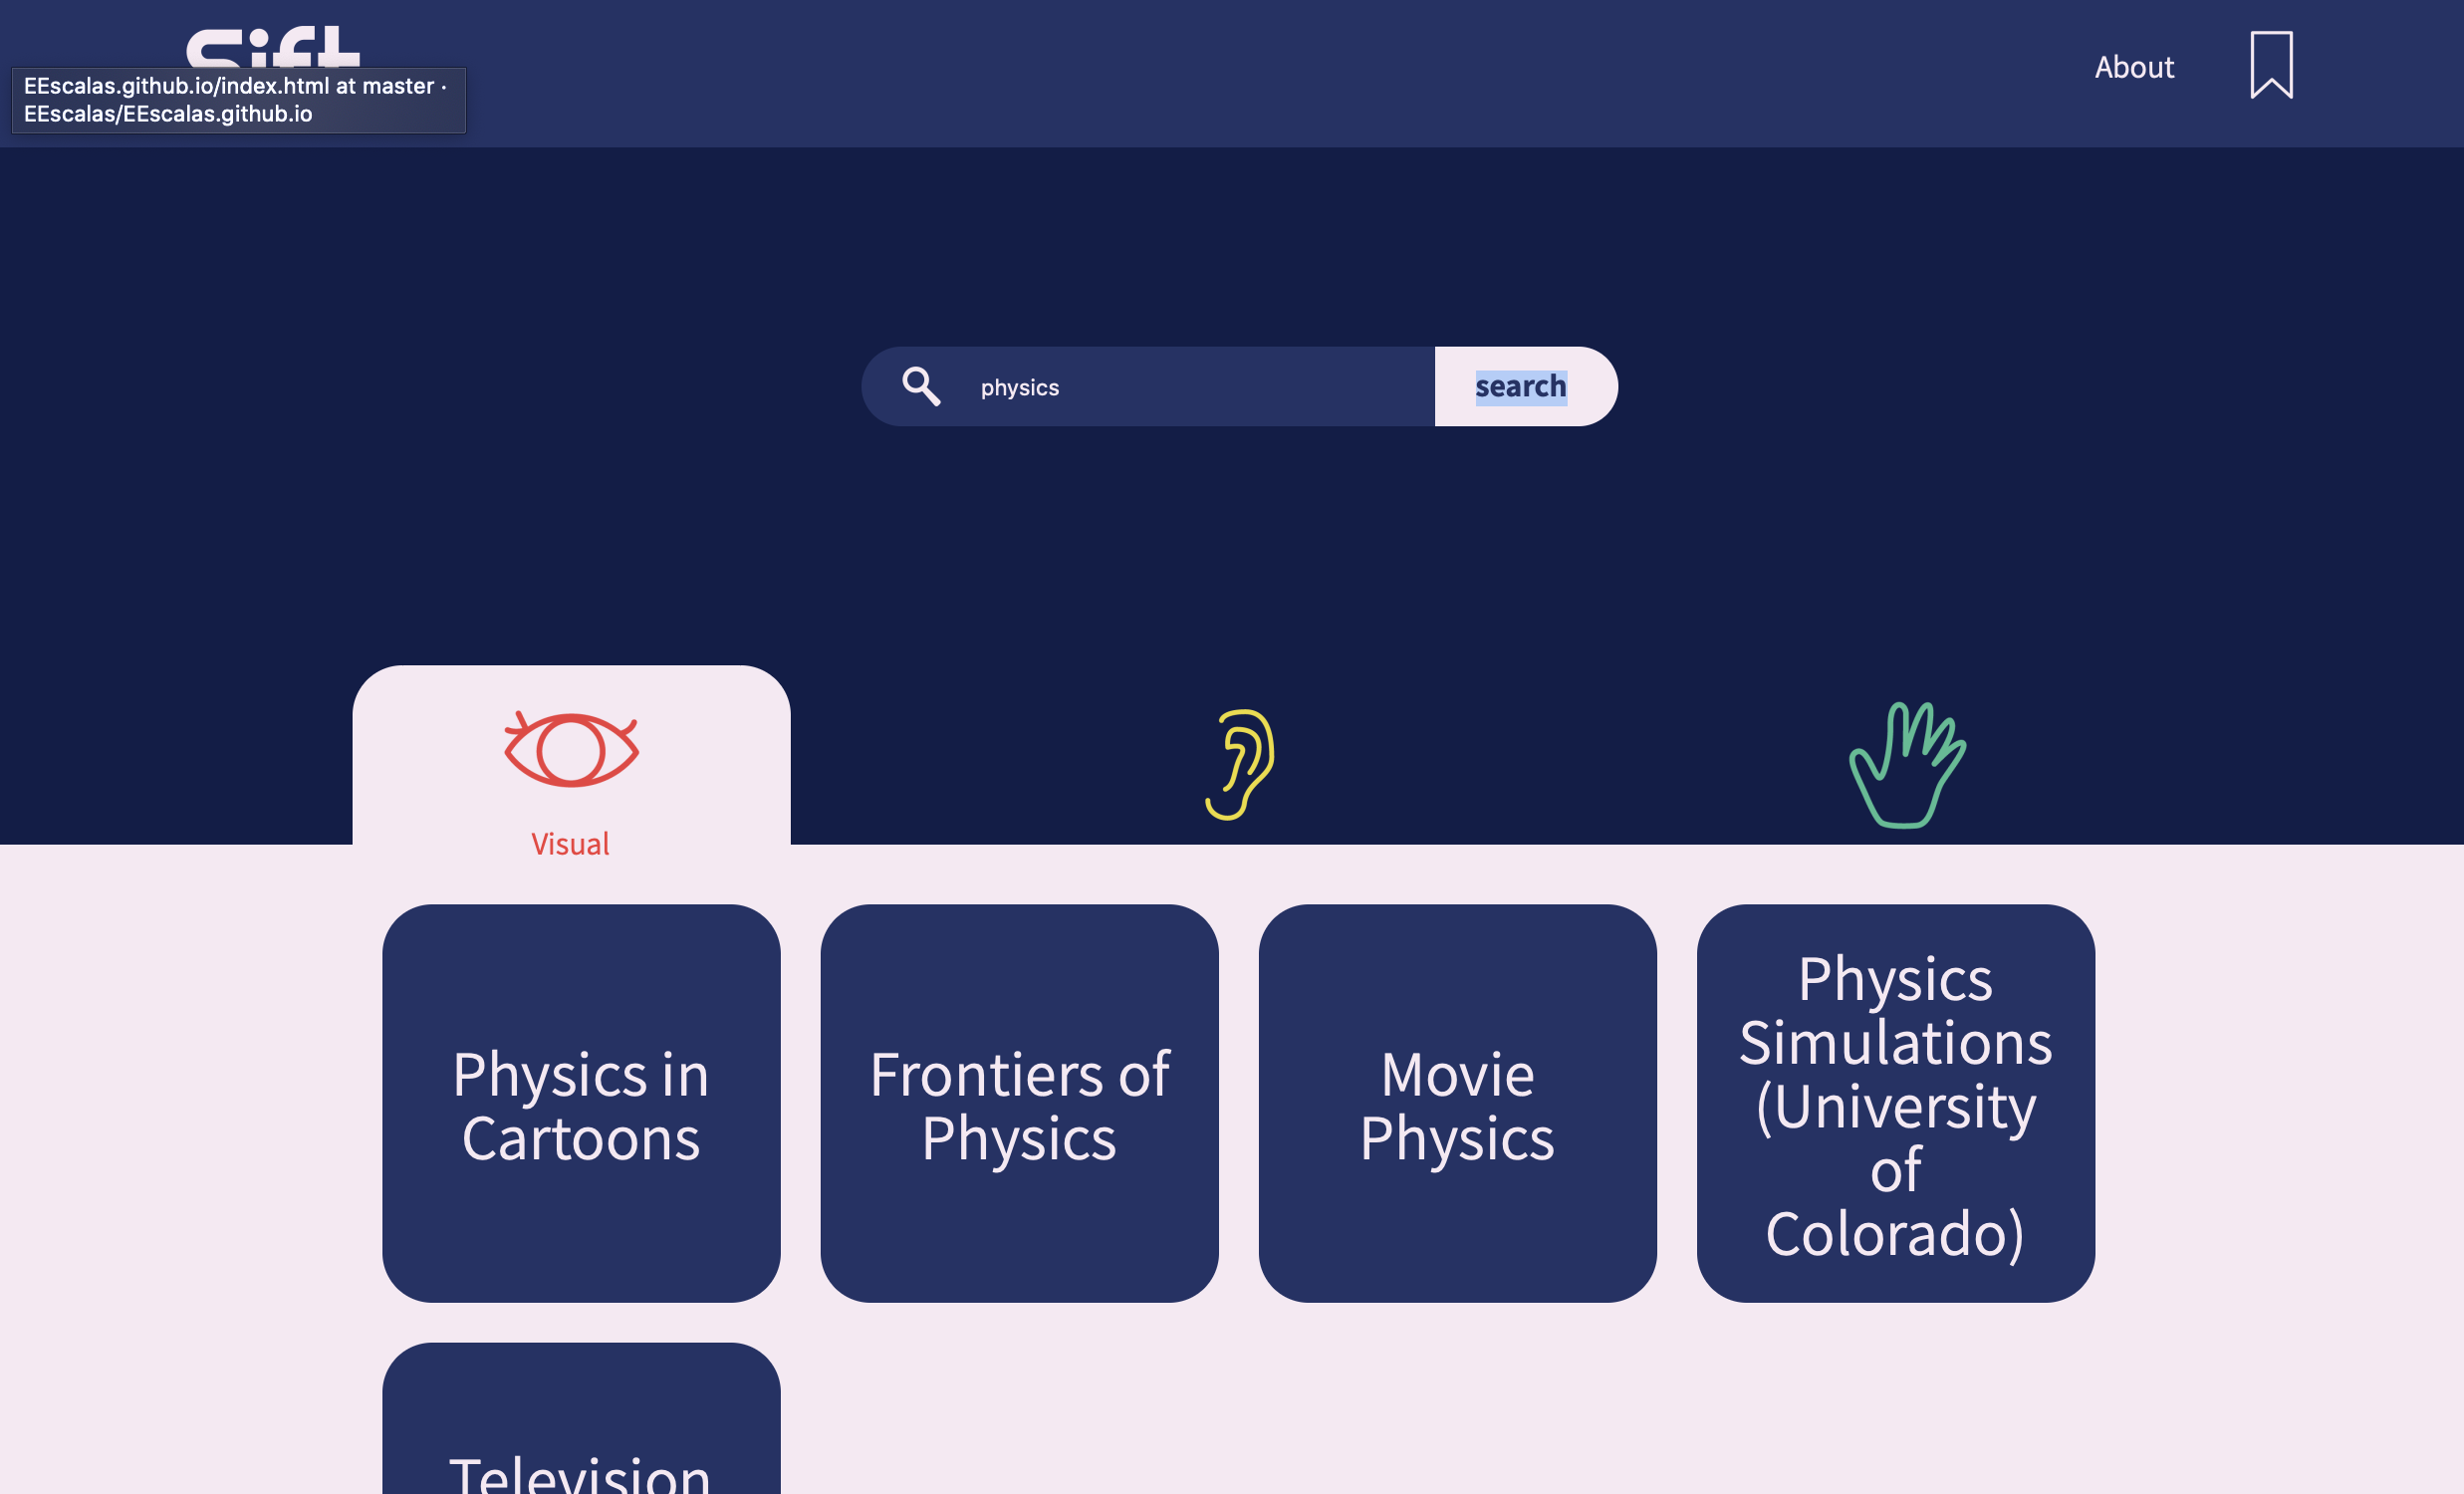 Sift
EEscalas.github.io/index.html at master ·
EEscalas/EEscalas.github.io
About
physics
search
Visual
Physics in
Cartoons
Frontiers of
Physics
Movie
Physics
Physics
Simulations
(University
of
Colorado)
Television